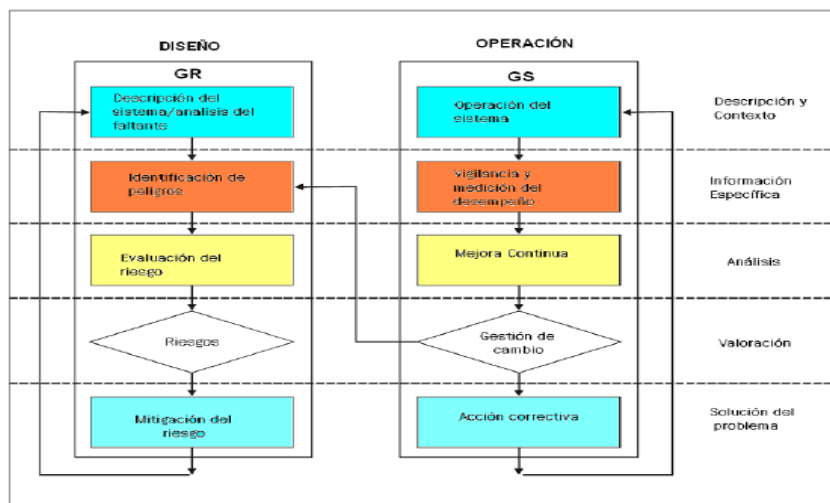 DISEÑO
OPERACIÓN
GR
GS
Descripción del
sistema/analisis del
faltante
Operación del
sistema
Descripción y
Contexto
Identificación de
peligros
Vigilancia y
medición del
desempeño
Información
Específica
Evaluación del
riesgo
Mejora Continua
Análisis
Riesgos
Gestión de
cambio
Valoración
Mitigación del
riesgo
Acción correctiva
Solución del
problema